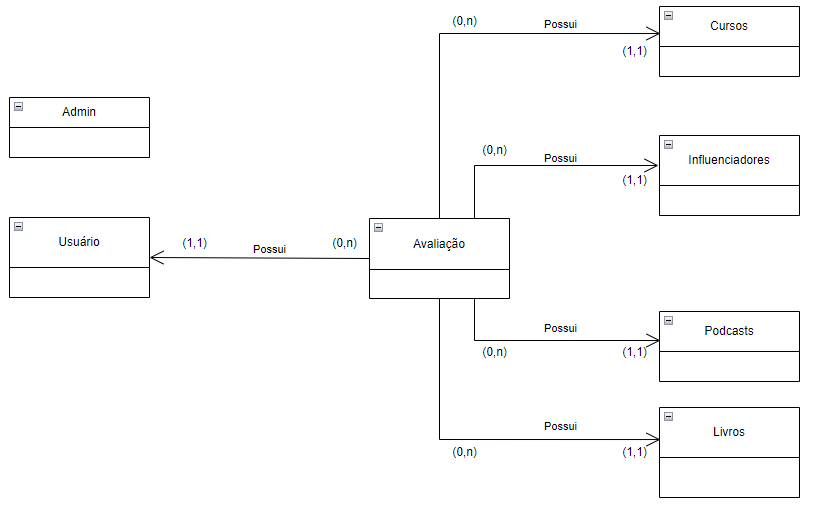 (0,n)
Possui
Cursos
(1,1)
Admin
(0,n)
Possui
Influenciadores
(1,1)
Usuário
(1,1)
Possui
(0,n)
Avaliação
Possui
(0,n)
(1,1)
Podcasts
Possui
(0,n)
(1,1)
Livros